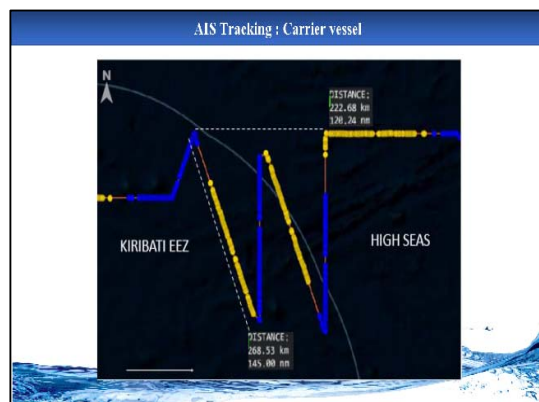 AIS Tracking : Carrier vessel
N
DISTANCE:
222.68 km
120.24 nm
KIRIBATI EEZ
HIGH SEAS
DISTANCE:
268.53 km
145.00 nm